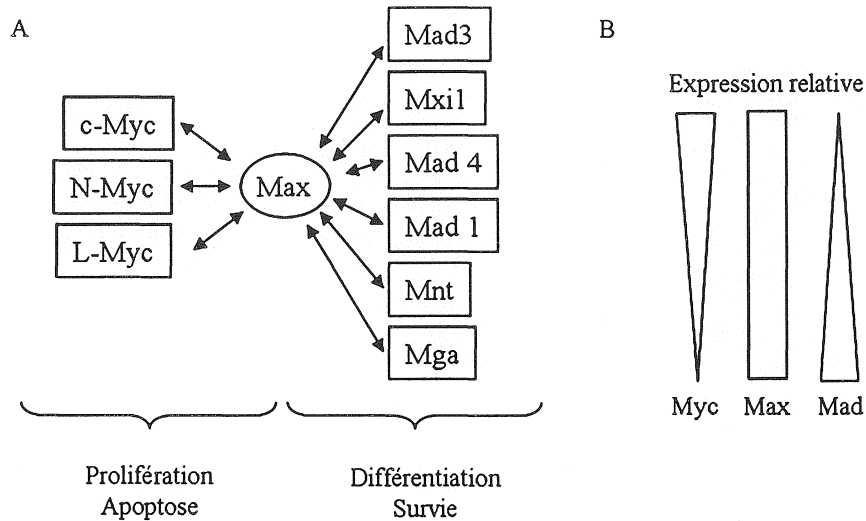 A
c-Myc
N-Myc
L-Myc
Max
Mad3
Mxi1
Mad 4
Mad 1
Mnt
Mga
Prolifération
Apoptose
Différentiation
Survie
B
Expression relative
Myc
Max
Mad